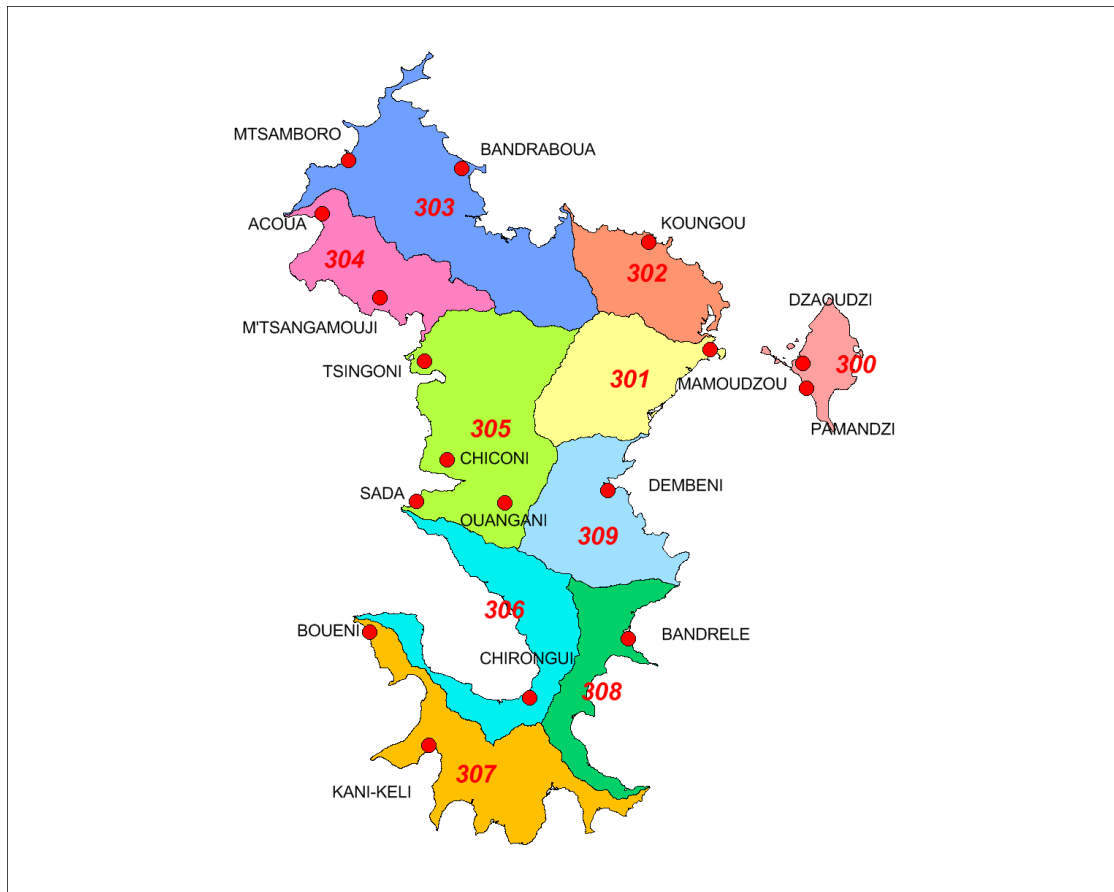 MTSAMBORO
BANDRABOUA
303
ACOUA
KOUNGOU
304
302
DZAOUDZI
M'TSANGAMOUJI
TSINGONI
301
MAMOUDZOU
300
305
PAMANDZI
CHICONI
SADA
DEMBENI
OUANGANI
309
306
BOUENI
BANDRELE
CHIRONGUI
308
307
KANI-KELI